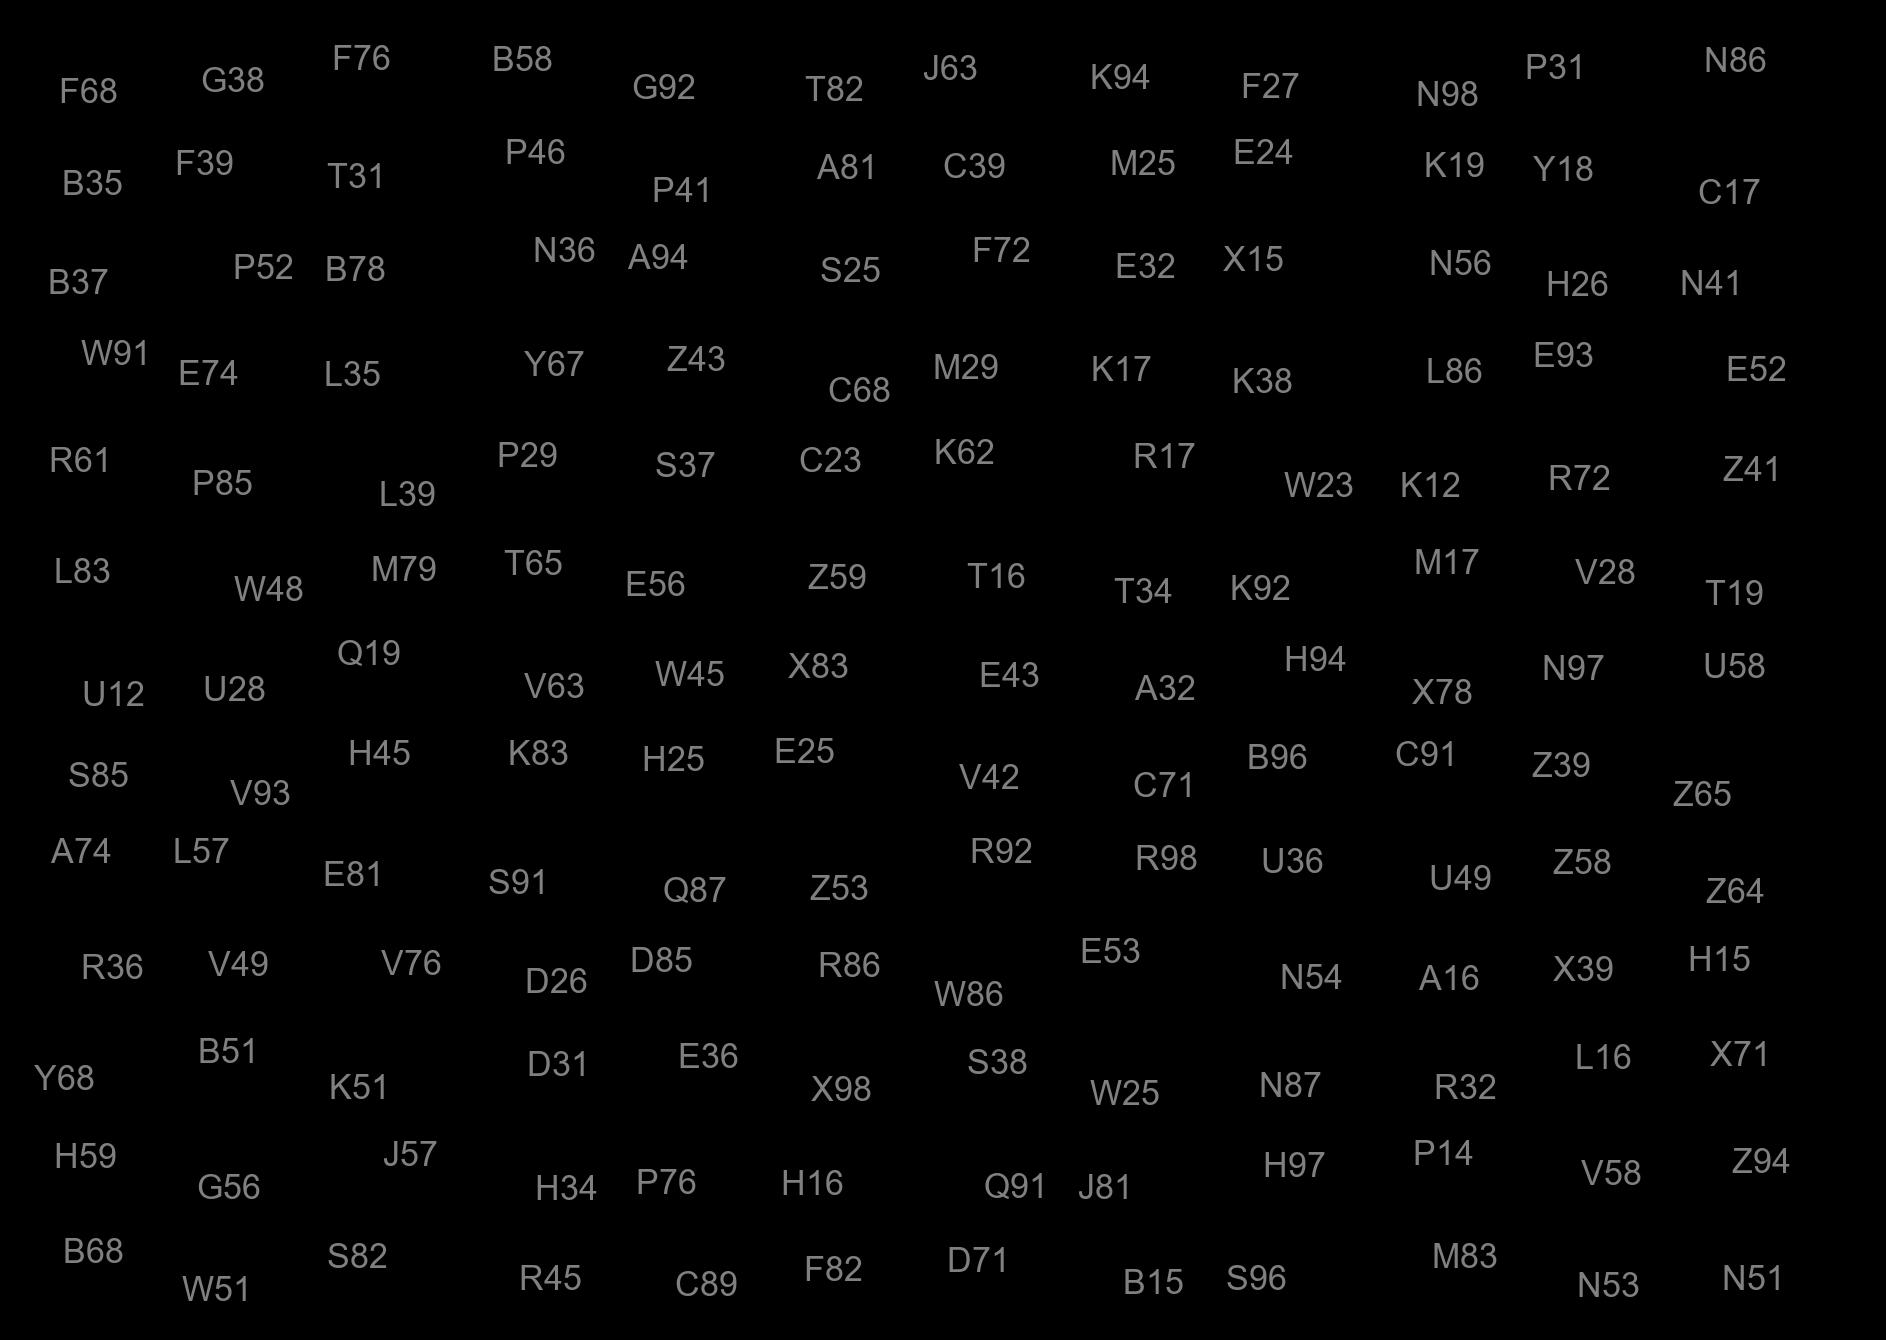 F68 G38 F76 B58 G92 T82 J63 K94 F27 N98 P31 N86
B35 F39 T31 P46 P41 A81 C39 M25 E24 K19 Y18 C17
B37 P52 B78 N36 A94 S25 F72 E32 X15 N56 H26 N41
W91 E74 L35 Y67 Z43 C68 M29 K17 K38 L86 E93 E52
R61 P85 L39 P29 S37 C23 K62 R17 W23 K12 R72 Z41
L83 W48 M79 T65 E56 Z59 T16 T34 K92 M17 V28 T19
U12 U28 Q19 V63 W45 X83 E43 A32 H94 X78 N97 U58
S85 V93 H45 K83 H25 E25 V42 C71 B96 C91 Z39 Z65
A74 L57 E81 S91 Q87 Z53 R92 R98 U36 U49 Z58 Z64
R36 V49 V76 D26 D85 R86 W86 E53 N54 A16 X39 H15
Y68 B51 K51 D31 E36 X98 S38 W25 N87 R32 L16 X71
H59 G56 J57 H34 P76 H16 Q91 J81 H97 P14 V58 Z94
B68 W51 S82 R45 C89 F82 D71 B15 S96 M83 N53 N51